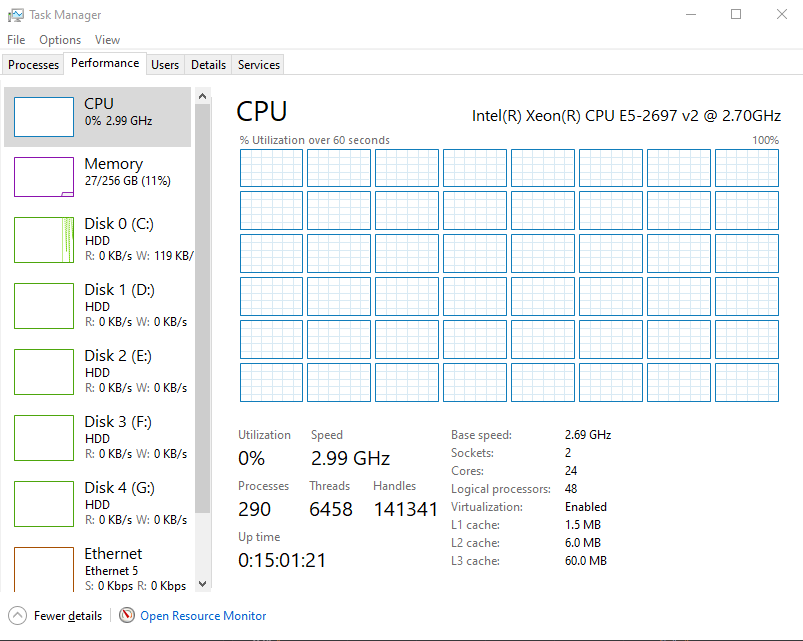 Task Manager
File Options View
Processes Performance Users Details Services
CPU
0% 2.99 GHz
Memory
27/256 GB (11%)
Disk 0 (C:)
HDD
R: 0 KB/s W: 119 KB/
Disk 1 (D:)
HDD
R: 0 KB/s W: 0 KB/s
Disk 2 (E:)
HDD
R: 0 KB/s W: 0 KB/s
Disk 3 (F:)
HDD
R: 0 KB/s W: 0 KB/s
Disk 4 (G:)
HDD
R: 0 KB/s W: 0 KB/s
Ethernet
Ethernet 5
S: 0 Kbps R: 0 Kbps
CPU Intel(R) Xeon(R) CPU E5-2697 v2 @ 2.70GHz
% Utilization over 60 seconds 100%
Utilization Speed
0% 2.99 GHz
Processes Threads Handles
290 6458 141341
Up time
0:15:01:21
Base speed: 2.69 GHz
Sockets: 2
Cores: 24
Logical processors: 48
Virtualization: Enabled
L1 cache: 1.5 MB
L2 cache: 6.0 MB
L3 cache: 60.0 MB
Fewer details Open Resource Monitor